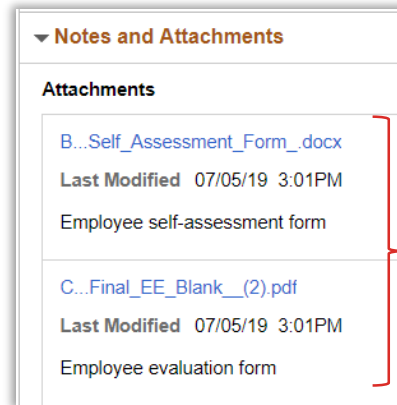 Notes and Attachments
Attachments
B...Self_Assessment_Form_.docx
Last Modified 07/05/19 3:01PM
Employee self-assessment form
C...Final_EE_Blank__(2).pdf
Last Modified 07/05/19 3:01PM
Employee evaluation form